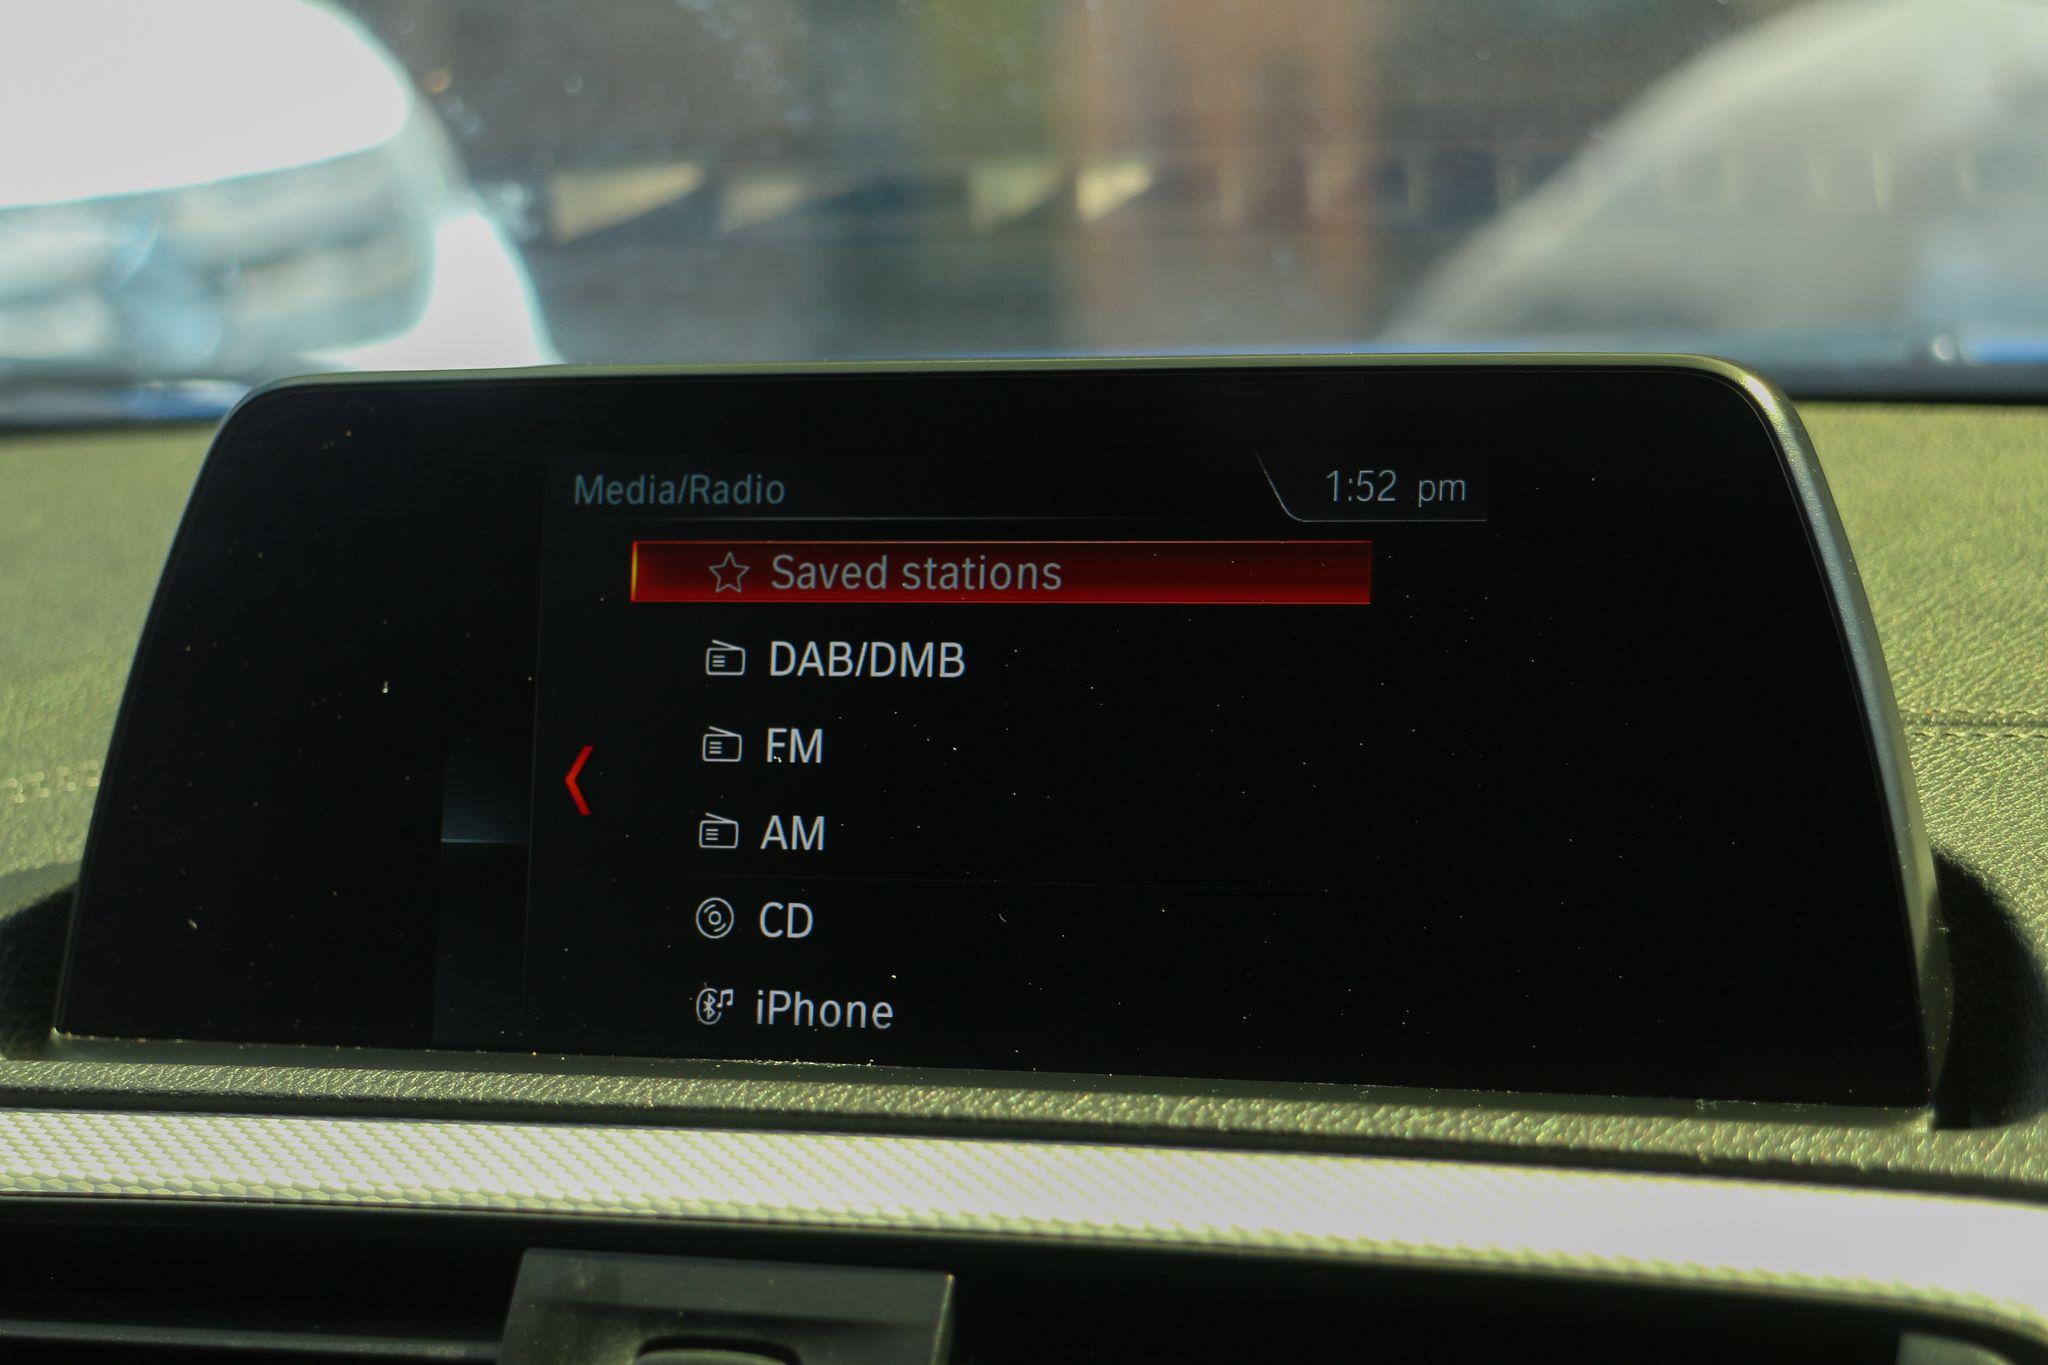 Media/Radio 1:52 pm
Saved stations
DAB/DMB
FM
AM
CD
iPhone